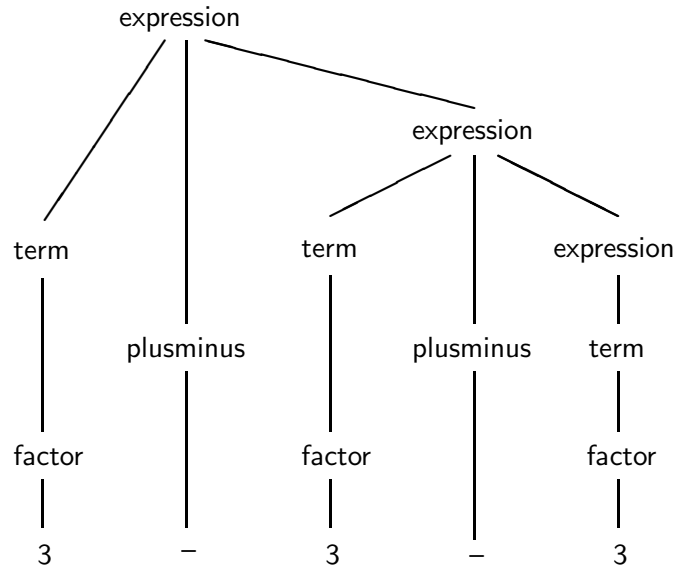 expression
expression
term term expression
plusminus plusminus term
factor factor factor
3 – 3 – 3